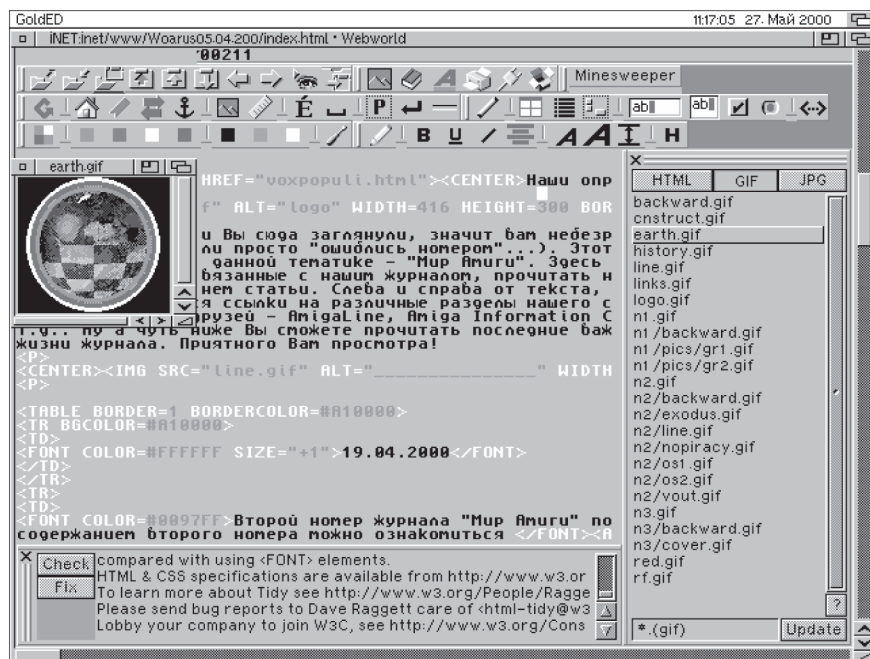 GoldED
11:17:05 27. Май 2000
iNET:inet/www/Woarus05.04.200/index.html • Webworld
00211
Minesweeper
É P
ab ab
B U / A A I H
earth.gif
HREF="voxpopuli.html"><CENTER>Наши опр
f" ALT="logo" WIDTH=416 HEIGHT=300 BOR
и Вы сюда заглянули, значит вам небезр
ли просто "ошиблись номером"...). Этот
данной тематике - "Мир Амиги". Здесь
вязанные с нашим журналом, прочитать н
нем статьи. Слева и справа от текста,
я ссылки на различные разделы нашего с
рузей - AmigaLine, Amiga Information C
т.д.. Ну а чуть ниже Вы сможете прочитать последние важ
жизни журнала. Приятного Вам просмотра!
<P>
<CENTER><IMG SRC="line.gif" ALT="________________" WIDTH
<P>
<TABLE BORDER=1 BORDERCOLOR=#A10000>
<TR BGCOLOR=#A10000>
<TD>
<FONT COLOR=#FFFFFF SIZE="+1">19.04.2000</FONT>
</TD>
</TR>
<TR>
<TD>
<FONT COLOR=#0097FF>Второй номер журнала "Мир Амиги" по
содержанием второго номера можно ознакомиться </FONT><A
HTML GIF JPG
backward.gif
cnstruct.gif
earth.gif
history.gif
line.gif
links.gif
logo.gif
n1.gif
n1/backward.gif
n1/pics/gr1.gif
n1/pics/gr2.gif
n2.gif
n2/backward.gif
n2/exodus.gif
n2/line.gif
n2/nopiracy.gif
n2/os1.gif
n2/os2.gif
n2/vout.gif
n3.gif
n3/backward.gif
n3/cover.gif
red.gif
rf.gif
?
*.(gif) Update
Check
Fix
compared with using <FONT> elements.
HTML & CSS specifications are available from http://www.w3.or
To learn more about Tidy see http://www.w3.org/People/Ragge
Please send bug reports to Dave Raggett care of <html-tidy@w3
Lobby your company to join W3C, see http://www.w3.org/Cons